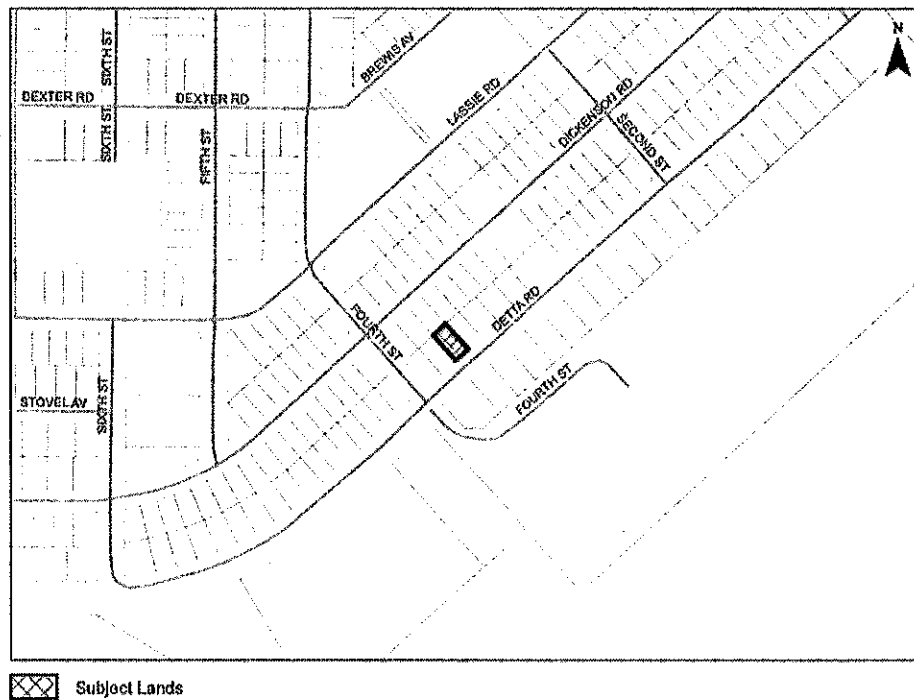 N
SIXTH ST
BREWIS AV
DEXTER RD
DEXTER RD
LASSIE RD
DICKENSON RD
SIXTH ST
FIFTH ST
SECOND ST
DETTA RD
FOURTH ST
FOURTH ST
STOVEL AV
SIXTH ST
Subject Lands